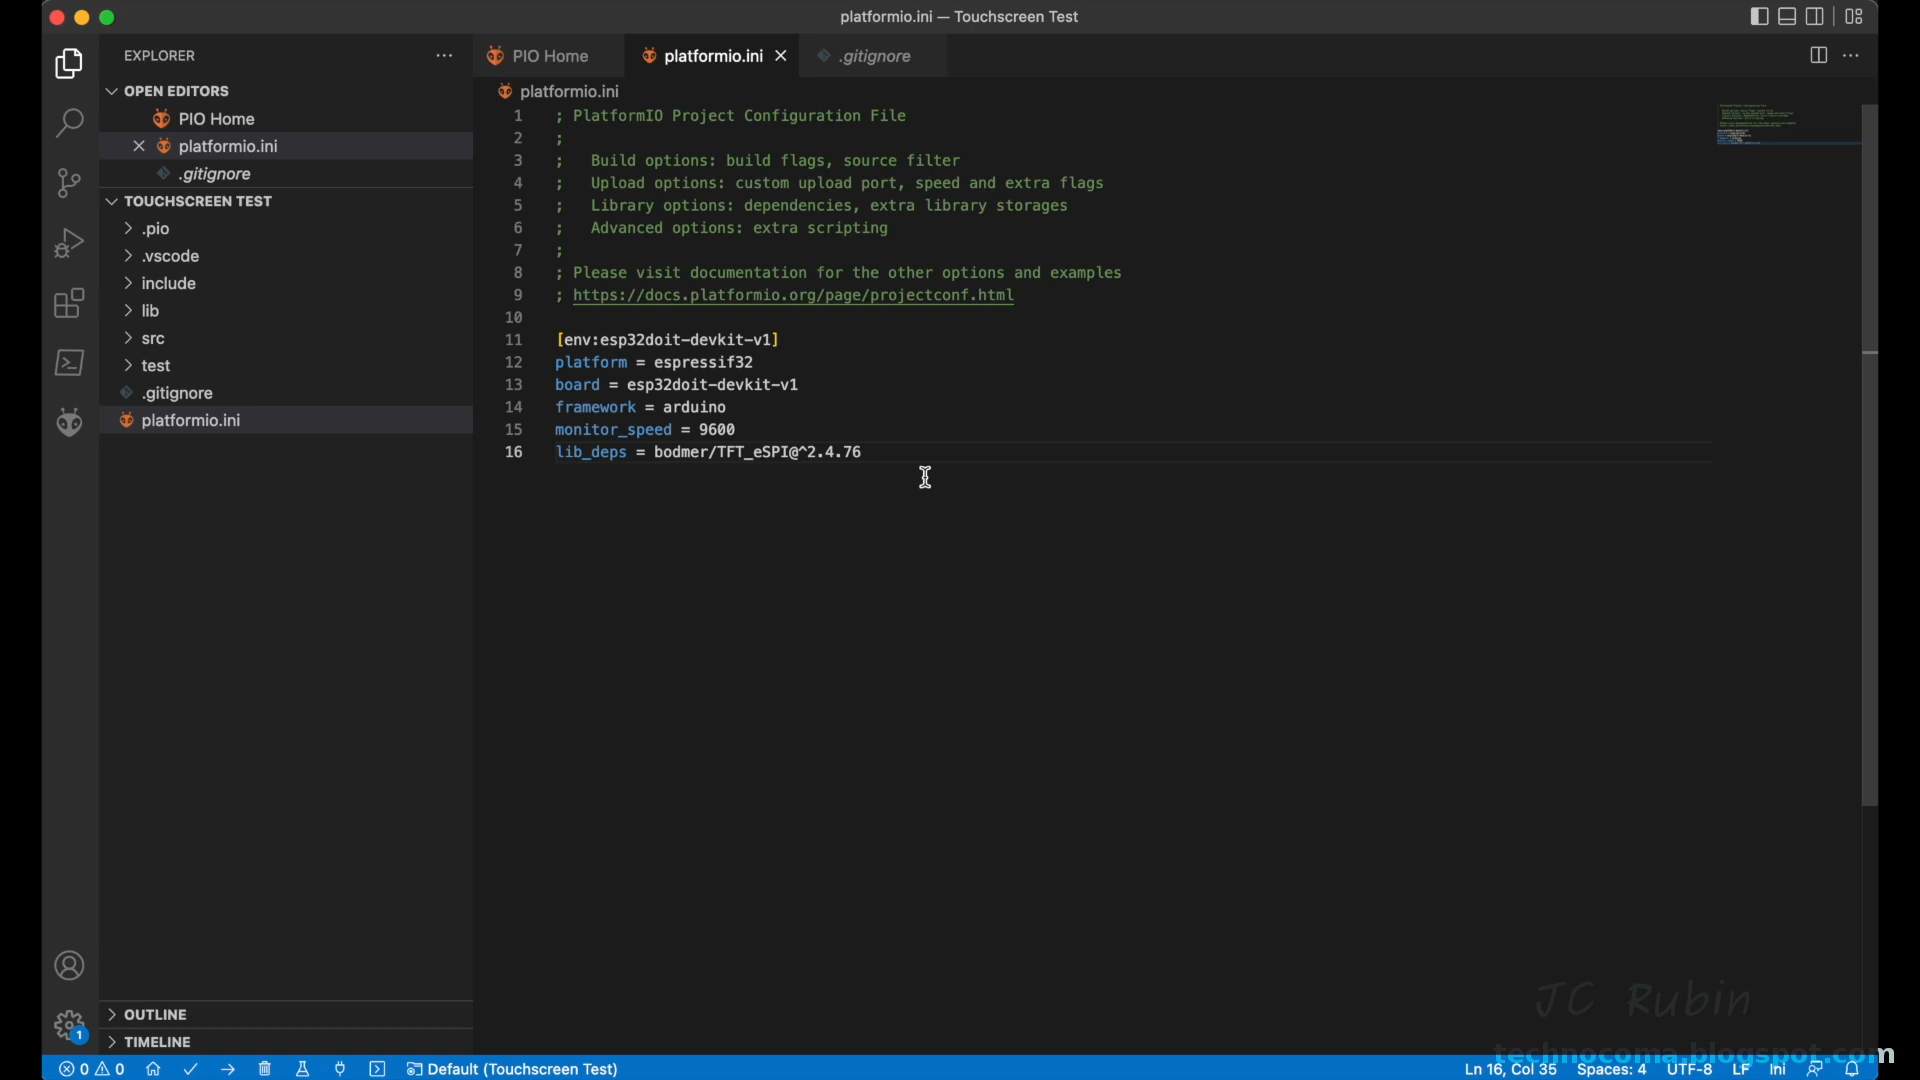 platformio.ini — Touchscreen Test
EXPLORER
OPEN EDITORS
PIO Home
platformio.ini
.gitignore
TOUCHSCREEN TEST
.pio
.vscode
include
lib
src
test
.gitignore
platformio.ini
OUTLINE
TIMELINE
1
PIO Home
platformio.ini
.gitignore
platformio.ini
1 ; PlatformIO Project Configuration File
2 ;
3 ;   Build options: build flags, source filter
4 ;   Upload options: custom upload port, speed and extra flags
5 ;   Library options: dependencies, extra library storages
6 ;   Advanced options: extra scripting
7 ;
8 ; Please visit documentation for the other options and examples
9 ; https://docs.platformio.org/page/projectconf.html
10
11 [env:esp32doit-devkit-v1]
12 platform = espressif32
13 board = esp32doit-devkit-v1
14 framework = arduino
15 monitor_speed = 9600
16 lib_deps = bodmer/TFT_eSPI@^2.4.76
JC Rubin
technocoma.blogspot.com
0 0 Default (Touchscreen Test) Ln 16, Col 35 Spaces: 4 UTF-8 LF Ini